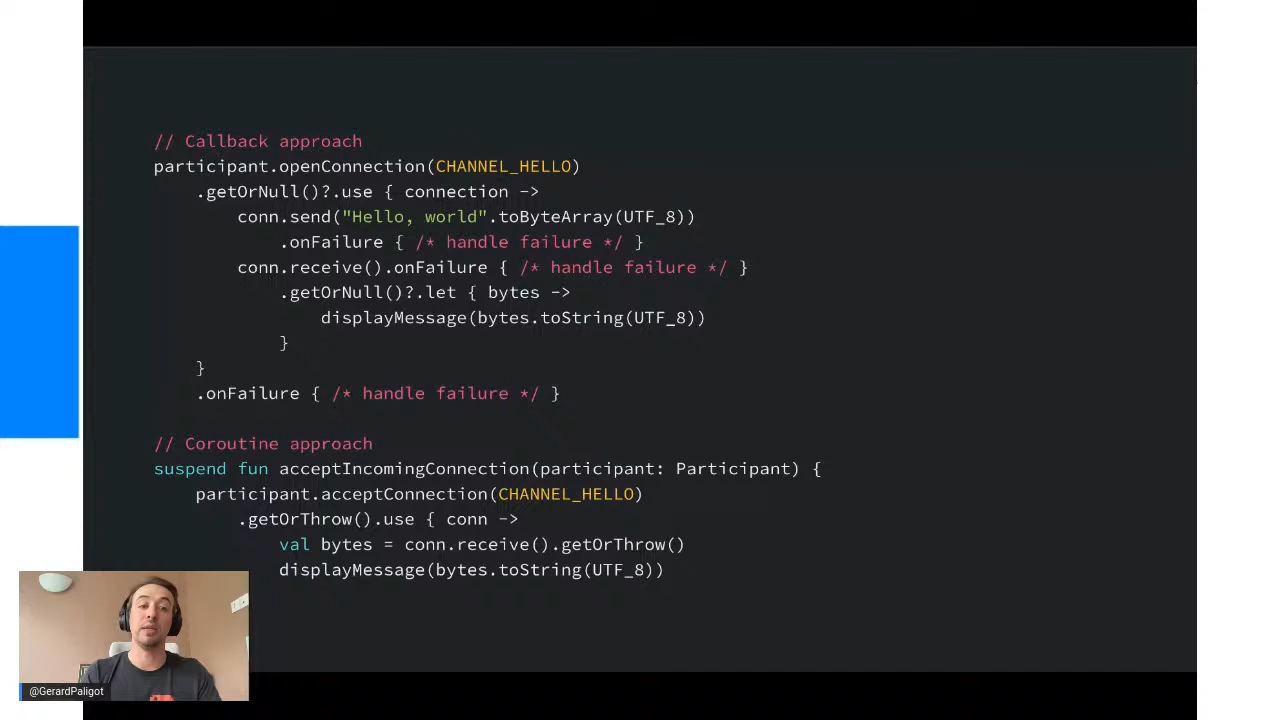 // Callback approach
participant.openConnection(CHANNEL_HELLO)
    .getOrNull()?.use { connection ->
        conn.send("Hello, world".toByteArray(UTF_8))
            .onFailure { /* handle failure */ }
        conn.receive().onFailure { /* handle failure */ }
            .getOrNull()?.let { bytes ->
                displayMessage(bytes.toString(UTF_8))
            }
    }
    .onFailure { /* handle failure */ }
// Coroutine approach
suspend fun acceptIncomingConnection(participant: Participant) {
    participant.acceptConnection(CHANNEL_HELLO)
        .getOrThrow().use { conn ->
            val bytes = conn.receive().getOrThrow()
            displayMessage(bytes.toString(UTF_8))
@GerardPaligot